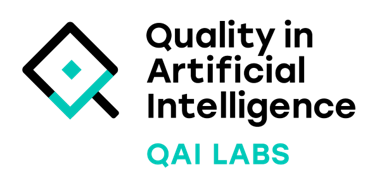 Quality in
Artificial
Intelligence
QAI LABS